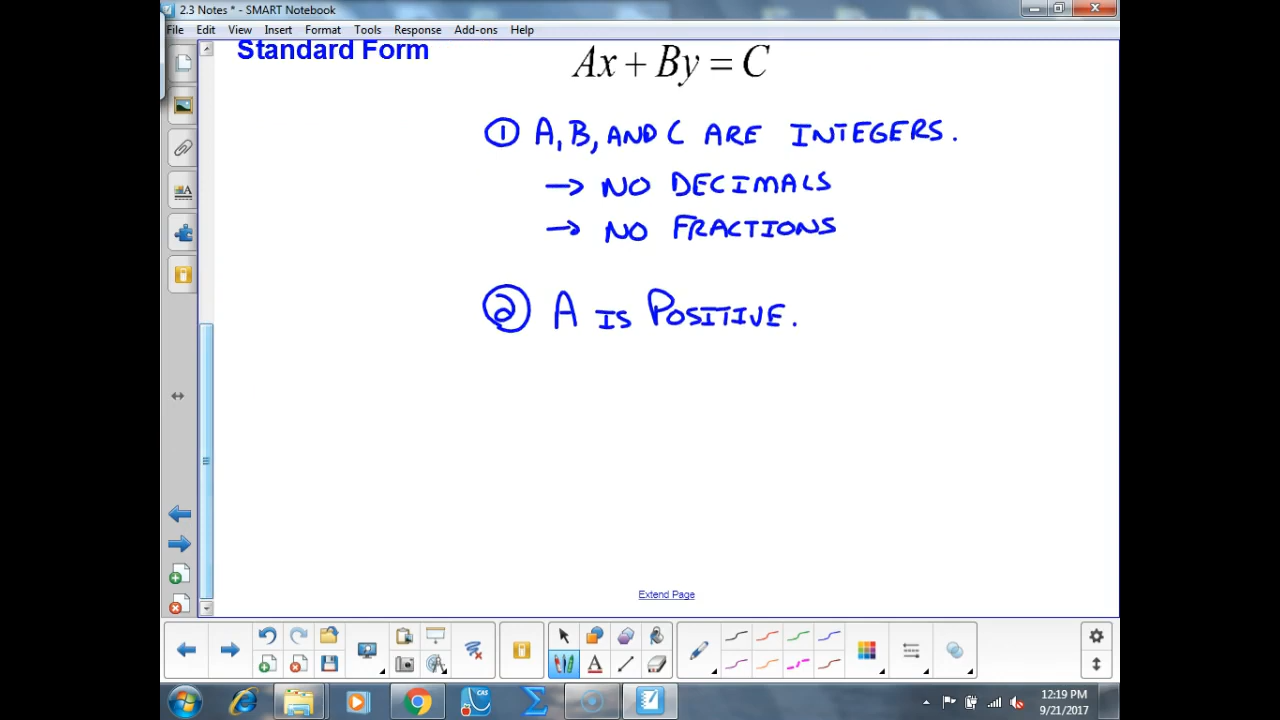 2.3 Notes * - SMART Notebook
File Edit View Insert Format Tools Response Add-ons Help
Standard Form
Ax + By = C
① A, B, AND C ARE INTEGERS.
→ NO DECIMALS
→ NO FRACTIONS
② A IS POSITIVE.
Extend Page
CAS
12:19 PM
9/21/2017